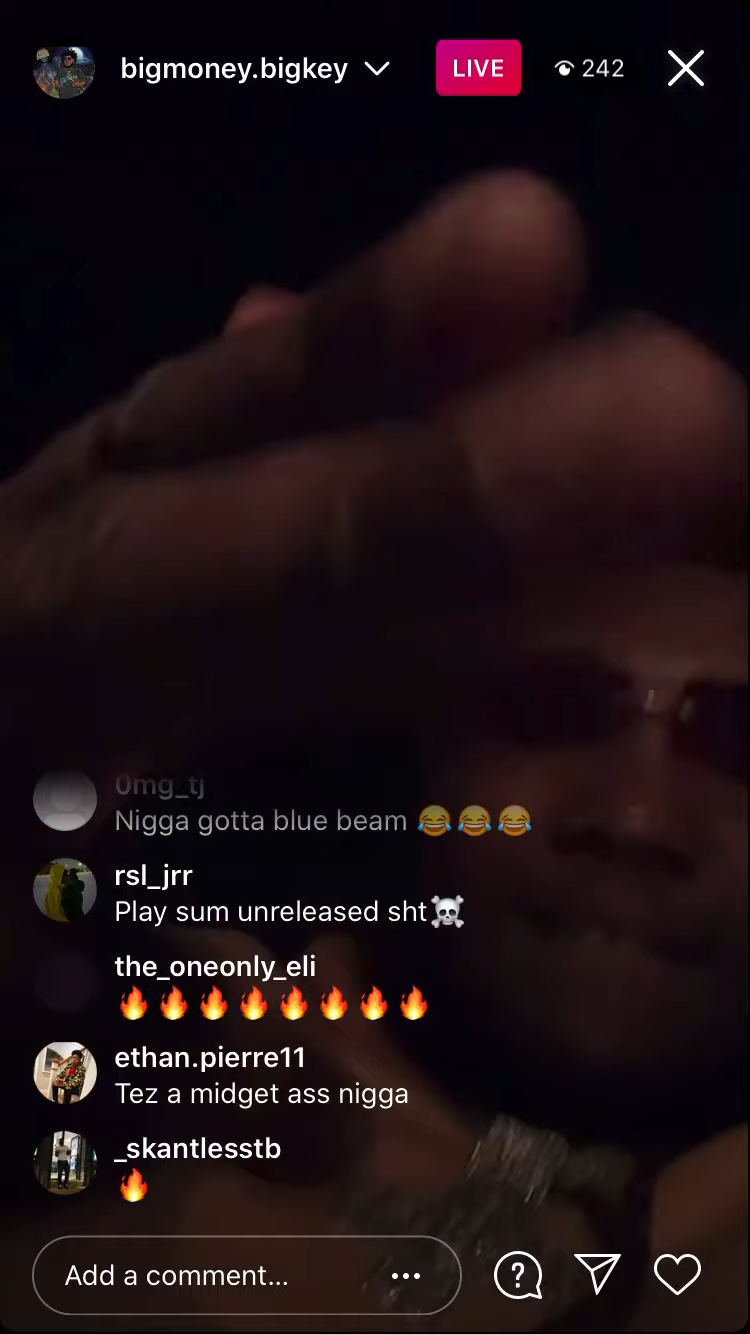 bigmoney.bigkey
LIVE
242
0mg_tj
Nigga gotta blue beam 😂😂😂
rsl_jrr
Play sum unreleased sht☠️
the_oneonly_eli
🔥🔥🔥🔥🔥🔥🔥🔥
ethan.pierre11
Tez a midget ass nigga
_skantlesstb
🔥
Add a comment...